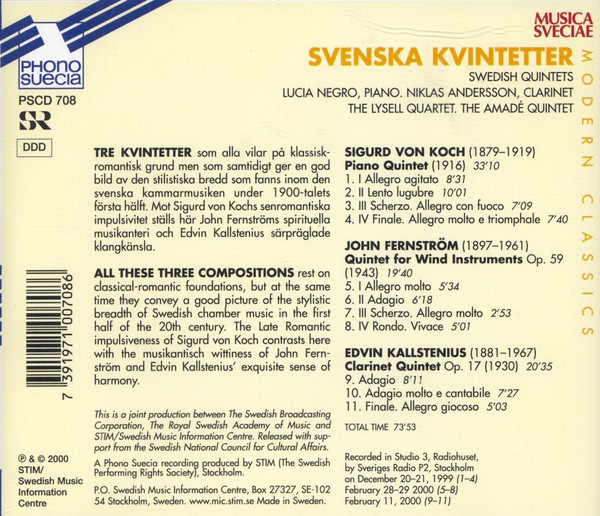 PHONO
SUECIA
PSCD 708
SR
DDD
MUSICA
SVECIAE
MODERN CLASSICS
SVENSKA KVINTETTER
SWEDISH QUINTETS
LUCIA NEGRO, PIANO. NIKLAS ANDERSSON, CLARINET
THE LYSELL QUARTET. THE AMADÉ QUINTET
TRE KVINTETTER som alla vilar på klassisk-
romantisk grund men som samtidigt ger en god
bild av den stilistiska bredd som fanns inom den
svenska kammarmusiken under 1900-talets
första hälft. Mot Sigurd von Kochs senromantiska
impulsivitet ställs här John Fernströms spirituella
musikanteri och Edvin Kallstenius särpräglade
klangkänsla.
ALL THESE THREE COMPOSITIONS rest on
classical-romantic foundations, but at the same
time they convey a good picture of the stylistic
breadth of Swedish chamber music in the first
half of the 20th century. The Late Romantic
impulsiveness of Sigurd von Koch contrasts here
with the musikantisch wittiness of John Fern-
ström and Edvin Kallstenius' exquisite sense of
harmony.
This is a joint production between The Swedish Broadcasting
Corporation, The Royal Swedish Academy of Music and
STIM/Swedish Music Information Centre. Released with sup-
port from the Swedish National Council for Cultural Affairs.
A Phono Suecia recording produced by STIM (The Swedish
Performing Rights Society), Stockholm.
P.O. Swedish Music Information Centre, Box 27327, SE-102
54 Stockholm, Sweden. www.mic.stim.se Made in Sweden.
SIGURD VON KOCH (1879–1919)
Piano Quintet (1916) 33'10
1. I Allegro agitato 8'31
2. II Lento lugubre 10'01
3. III Scherzo. Allegro con fuoco 7'09
4. IV Finale. Allegro molto e triomphale 7'40
JOHN FERNSTRÖM (1897–1961)
Quintet for Wind Instruments Op. 59
(1943) 19'40
5. I Allegro molto 5'34
6. II Adagio 6'18
7. III Scherzo. Allegro molto 2'53
8. IV Rondo. Vivace 5'01
EDVIN KALLSTENIUS (1881–1967)
Clarinet Quintet Op. 17 (1930) 20'35
9. Adagio 8'11
10. Adagio molto e cantabile 7'27
11. Finale. Allegro giocoso 5'03
TOTAL TIME 73'53
Recorded in Studio 3, Radiohuset,
by Sveriges Radio P2, Stockholm
on December 20–21, 1999 (1–4)
February 28–29 2000 (5–8)
February 11, 2000 (9–11)
7 391971 007086
℗ & © 2000
STIM/
Swedish Music
Information
Centre